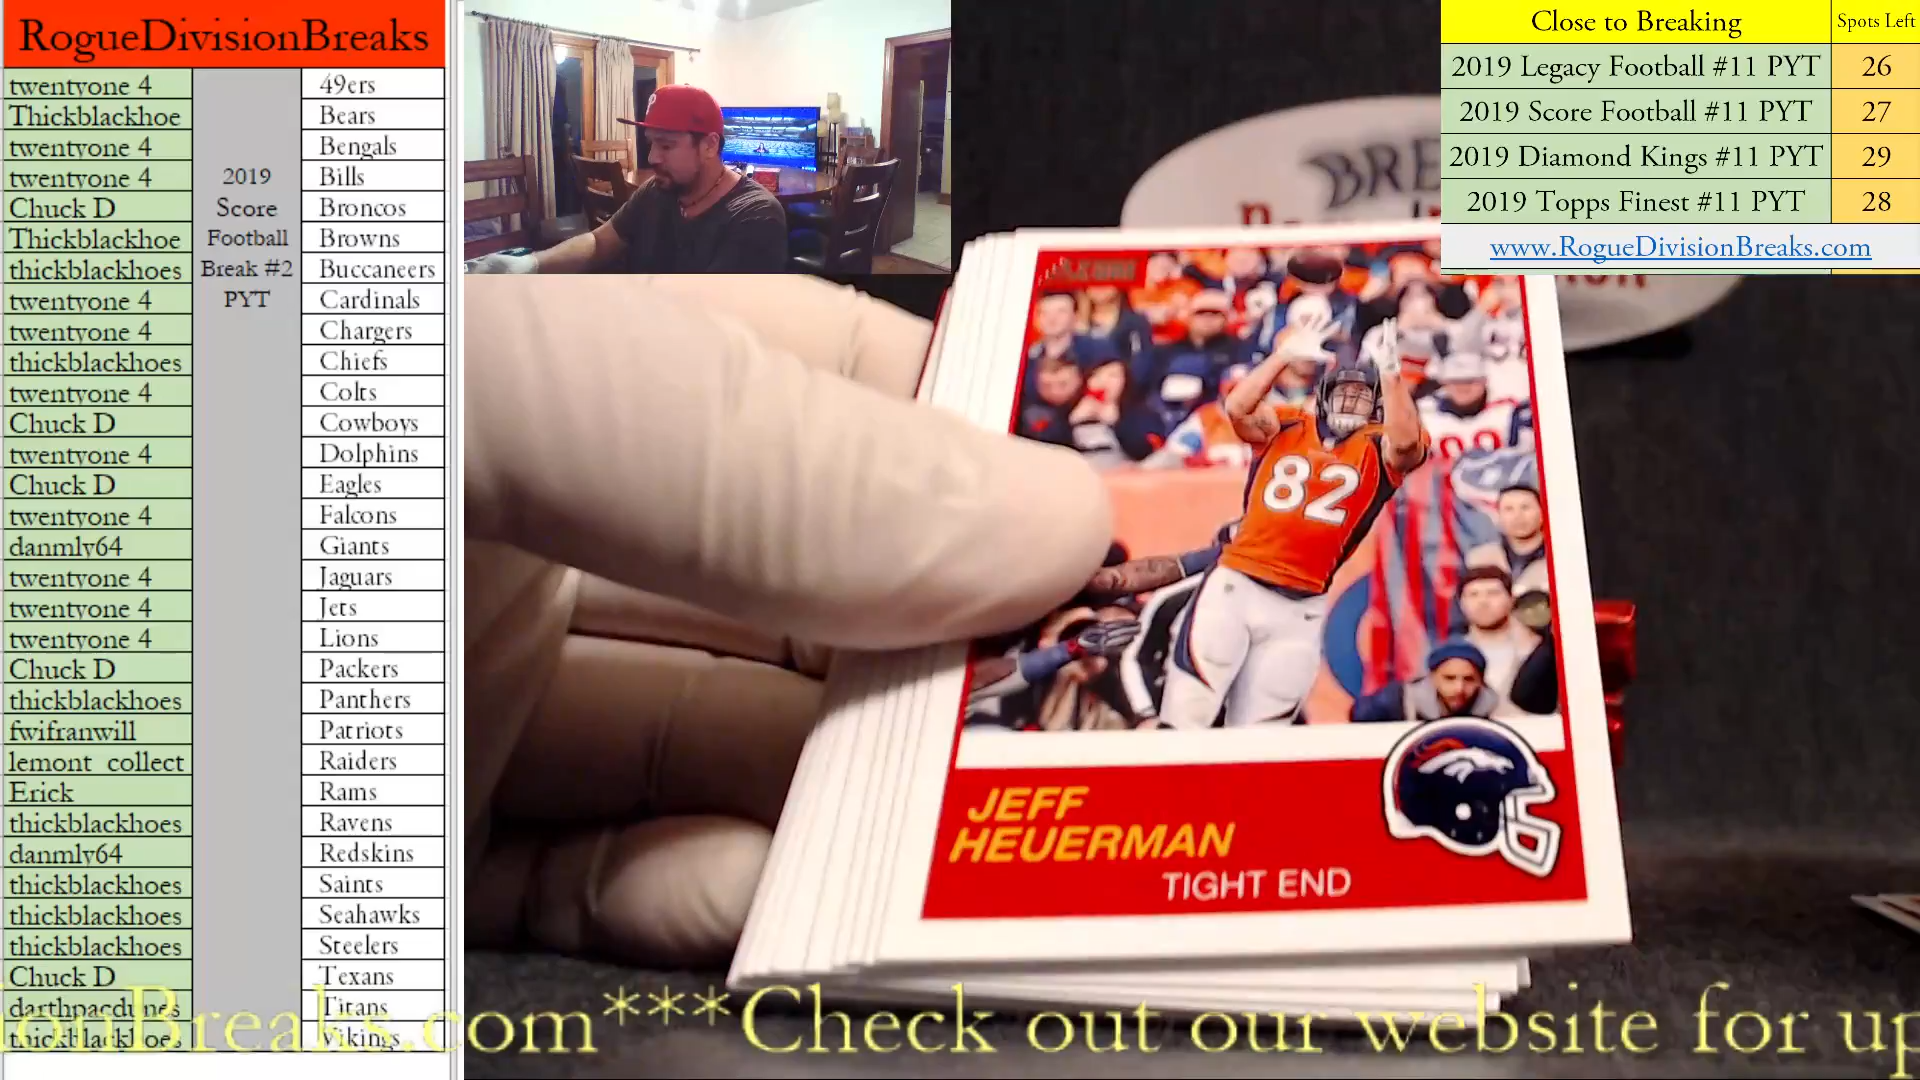 RogueDivisionBreaks
twentyone 4 49ers
Thickblackhoe Bears
twentyone 4 Bengals
twentyone 4 2019 Bills
Chuck D Score Broncos
Thickblackhoe Football Browns
thickblackhoes Break #2 Buccaneers
twentyone 4 PYT Cardinals
twentyone 4 Chargers
thickblackhoes Chiefs
twentyone 4 Colts
Chuck D Cowboys
twentyone 4 Dolphins
Chuck D Eagles
twentyone 4 Falcons
danmly64 Giants
twentyone 4 Jaguars
twentyone 4 Jets
twentyone 4 Lions
Chuck D Packers
thickblackhoes Panthers
fwifranwill Patriots
lemont collect Raiders
Erick Rams
thickblackhoes Ravens
danmly64 Redskins
thickblackhoes Saints
thickblackhoes Seahawks
thickblackhoes Steelers
Chuck D Texans
Titans
thickblackhoes Vikings
Close to Breaking Spots Left
2019 Legacy Football #11 PYT 26
2019 Score Football #11 PYT 27
2019 Diamond Kings #11 PYT 29
2019 Topps Finest #11 PYT 28
www.RogueDivisionBreaks.com
BRE
82
JEFF
HEUERMAN
TIGHT END
ionBreaks.com***Check out our website for up